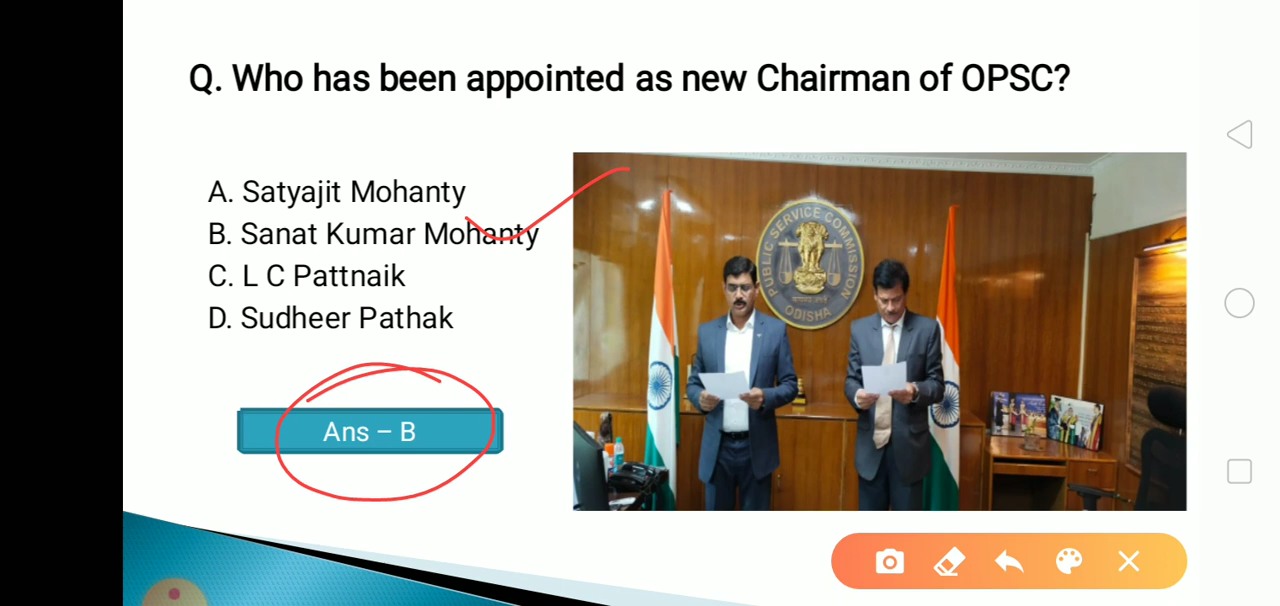 Q. Who has been appointed as new Chairman of OPSC?
A. Satyajit Mohanty
B. Sanat Kumar Mohanty
C. L C Pattnaik
D. Sudheer Pathak
Ans – B
PUBLIC SERVICE COMMISSION
ODISHA